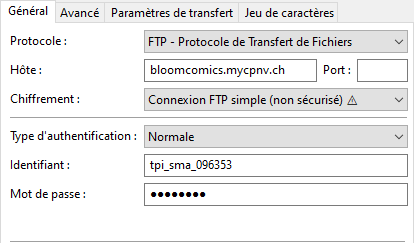 Général Avancé Paramètres de transfert Jeu de caractères
Protocole : FTP - Protocole de Transfert de Fichiers
Hôte : bloomcomics.mycpnv.ch Port :
Chiffrement : Connexion FTP simple (non sécurisé) ⚠
Type d'authentification : Normale
Identifiant : tpi_sma_096353
Mot de passe : ●●●●●●●●